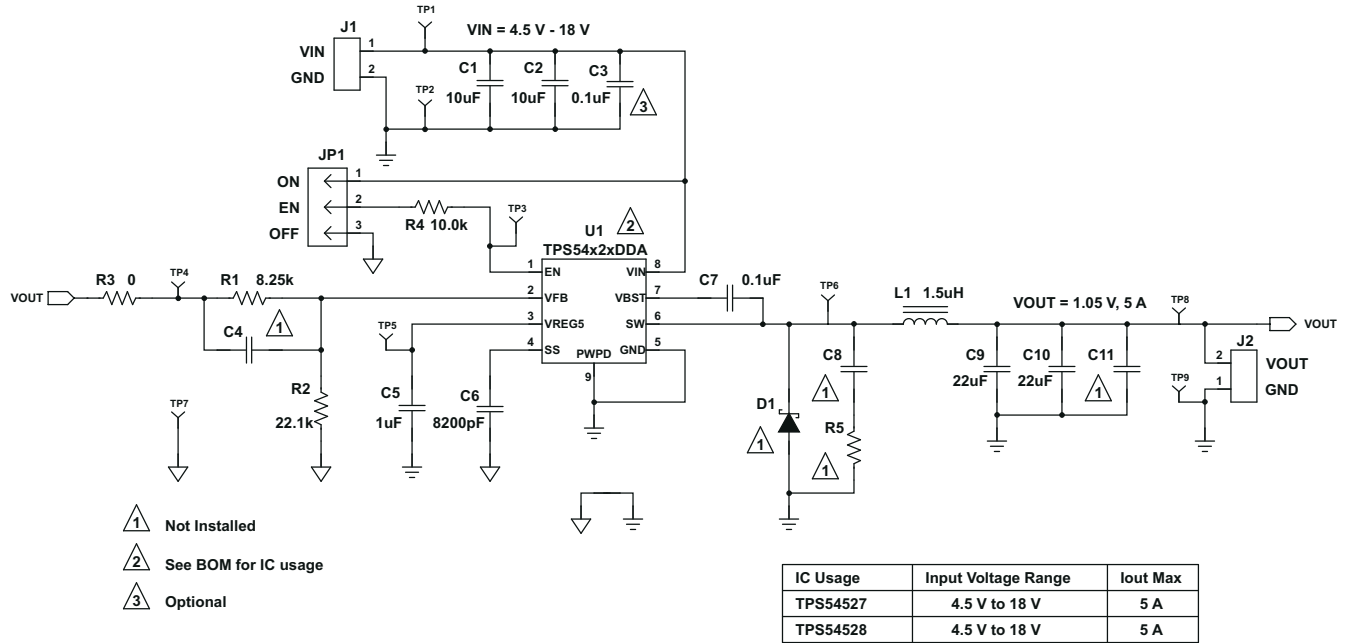 TP1
J1
VIN = 4.5 V - 18 V
VIN
1
GND
2
TP2
C1
10uF
C2
10uF
C3
0.1uF
3
JP1
ON
1
EN
2
OFF
3
R4 10.0k
TP3
U1
2
TPS54x2xDDA
1 EN
2 VFB
3 VREG5
4 SS
VIN 8
VBST 7
SW 6
GND 5
PWPD
9
VOUT
R3 0
TP4
R1 8.25k
1
C4
R2
22.1k
TP7
TP5
C5
1uF
C6
8200pF
C7 0.1uF
TP6
D1
1
C8
1
R5
1
L1 1.5uH
VOUT = 1.05 V, 5 A
C9
22uF
C10
22uF
C11
1
TP8
VOUT
J2
2
VOUT
1
GND
TP9
1 Not Installed
2 See BOM for IC usage
3 Optional
IC Usage Input Voltage Range Iout Max
TPS54527 4.5 V to 18 V 5 A
TPS54528 4.5 V to 18 V 5 A